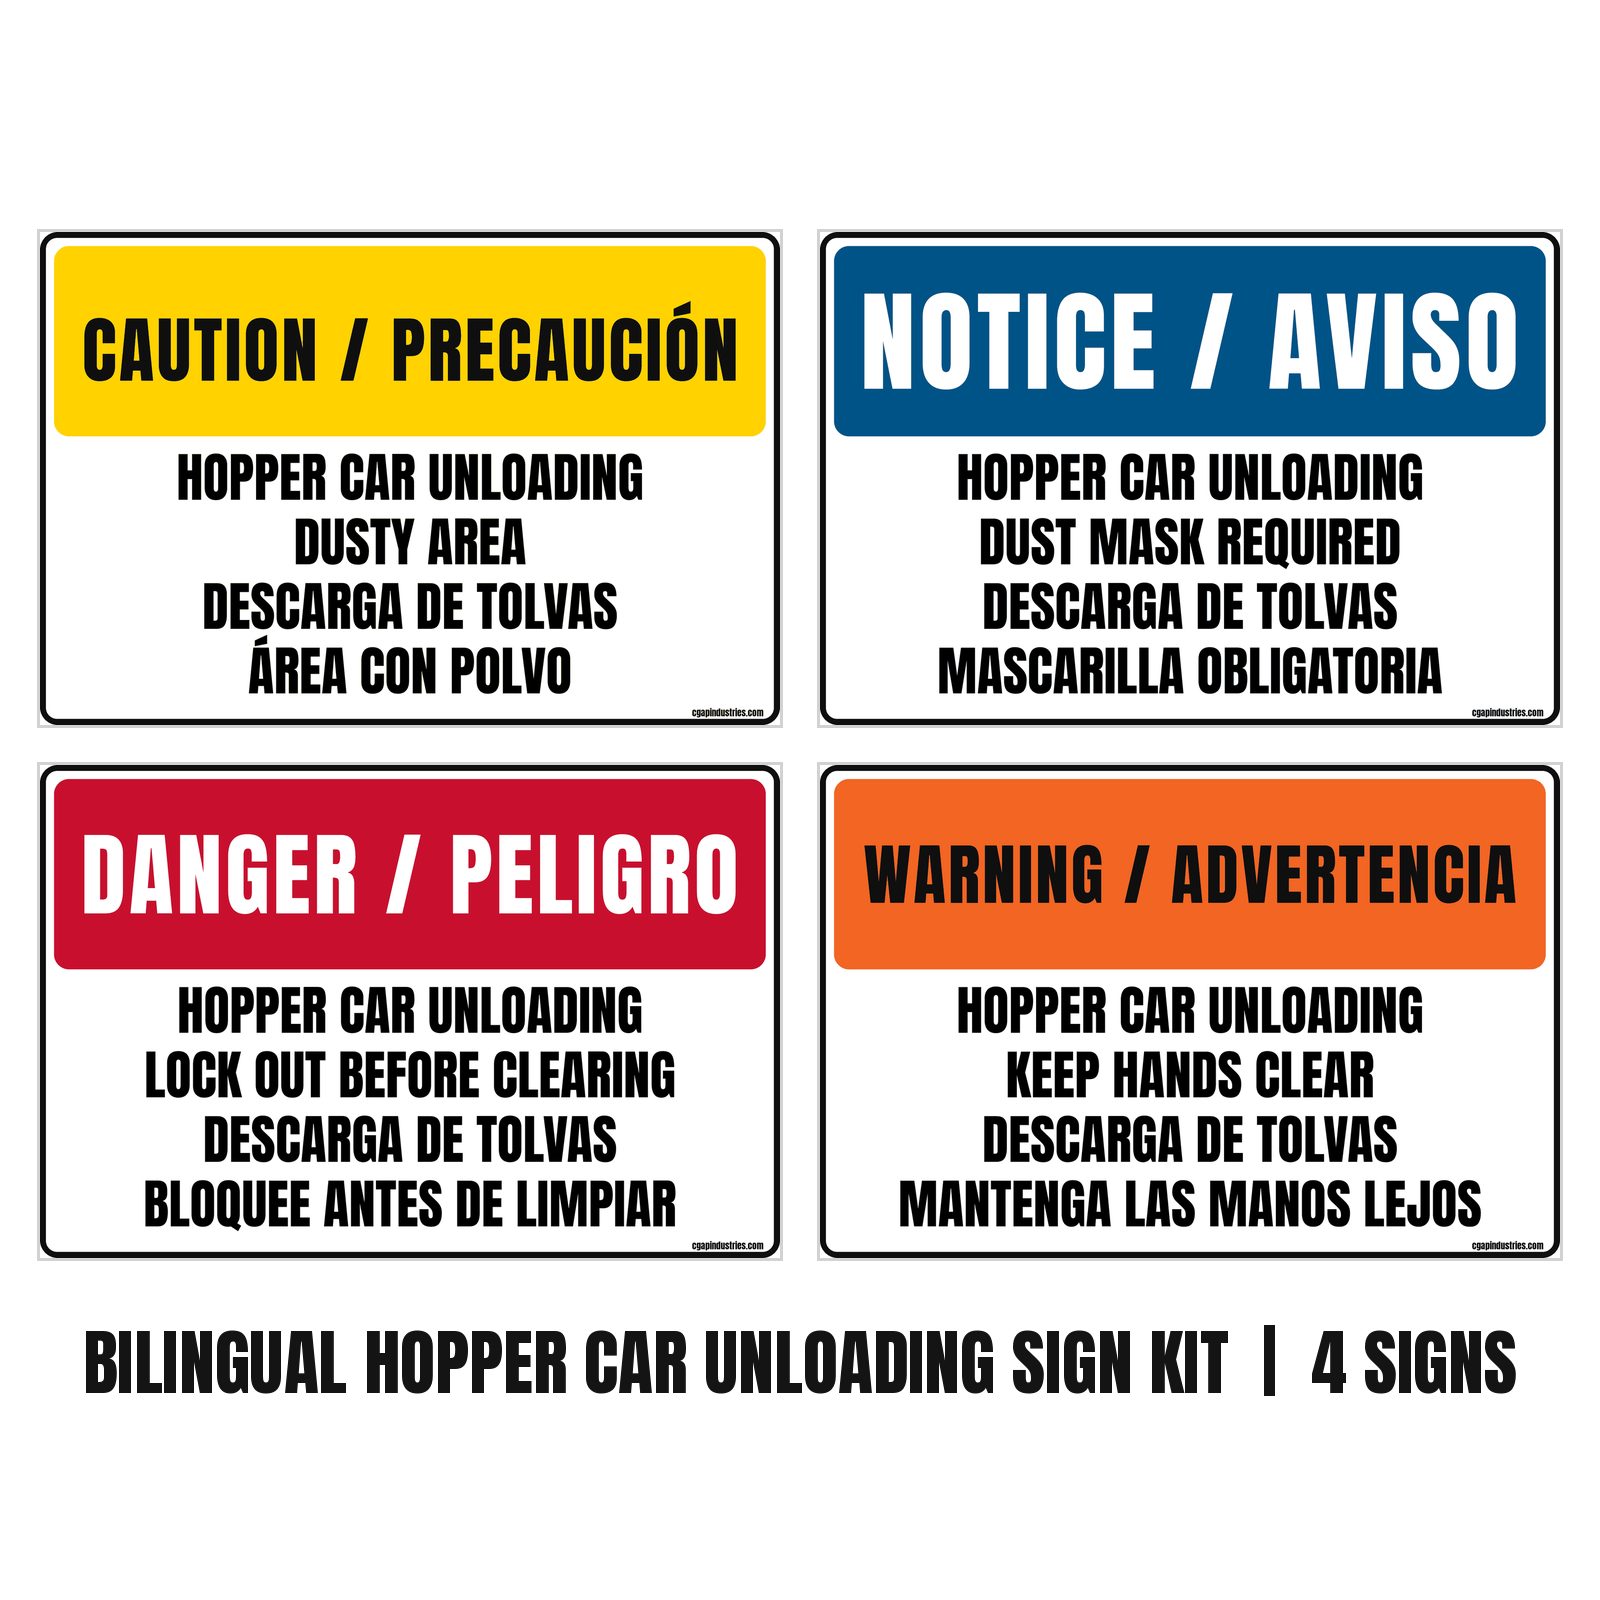 CAUTION / PRECAUCIÓN
HOPPER CAR UNLOADING
DUSTY AREA
DESCARGA DE TOLVAS
ÁREA CON POLVO
cgapindustries.com
NOTICE / AVISO
HOPPER CAR UNLOADING
DUST MASK REQUIRED
DESCARGA DE TOLVAS
MASCARILLA OBLIGATORIA
cgapindustries.com
DANGER / PELIGRO
HOPPER CAR UNLOADING
LOCK OUT BEFORE CLEARING
DESCARGA DE TOLVAS
BLOQUEE ANTES DE LIMPIAR
cgapindustries.com
WARNING / ADVERTENCIA
HOPPER CAR UNLOADING
KEEP HANDS CLEAR
DESCARGA DE TOLVAS
MANTENGA LAS MANOS LEJOS
cgapindustries.com
BILINGUAL HOPPER CAR UNLOADING SIGN KIT | 4 SIGNS